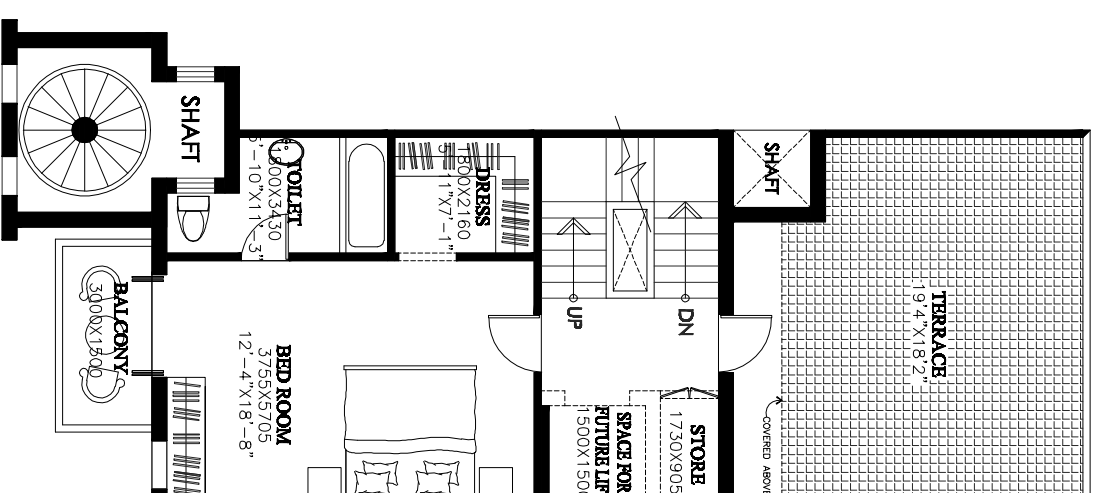 SHAFT
TOILET
1800X3430
5'-10"X11'-3"
DRESS
1800X2160
5'-11"X7'-1"
SHAFT
UP
DN
BALCONY
3000X1500
BED ROOM
3755X5705
12'-4"X18'-8"
TERRACE
19'4"X18'2"
SPACE FOR
FUTURE LIF
1500X1500
STORE
1730X905
COVERED ABOVE